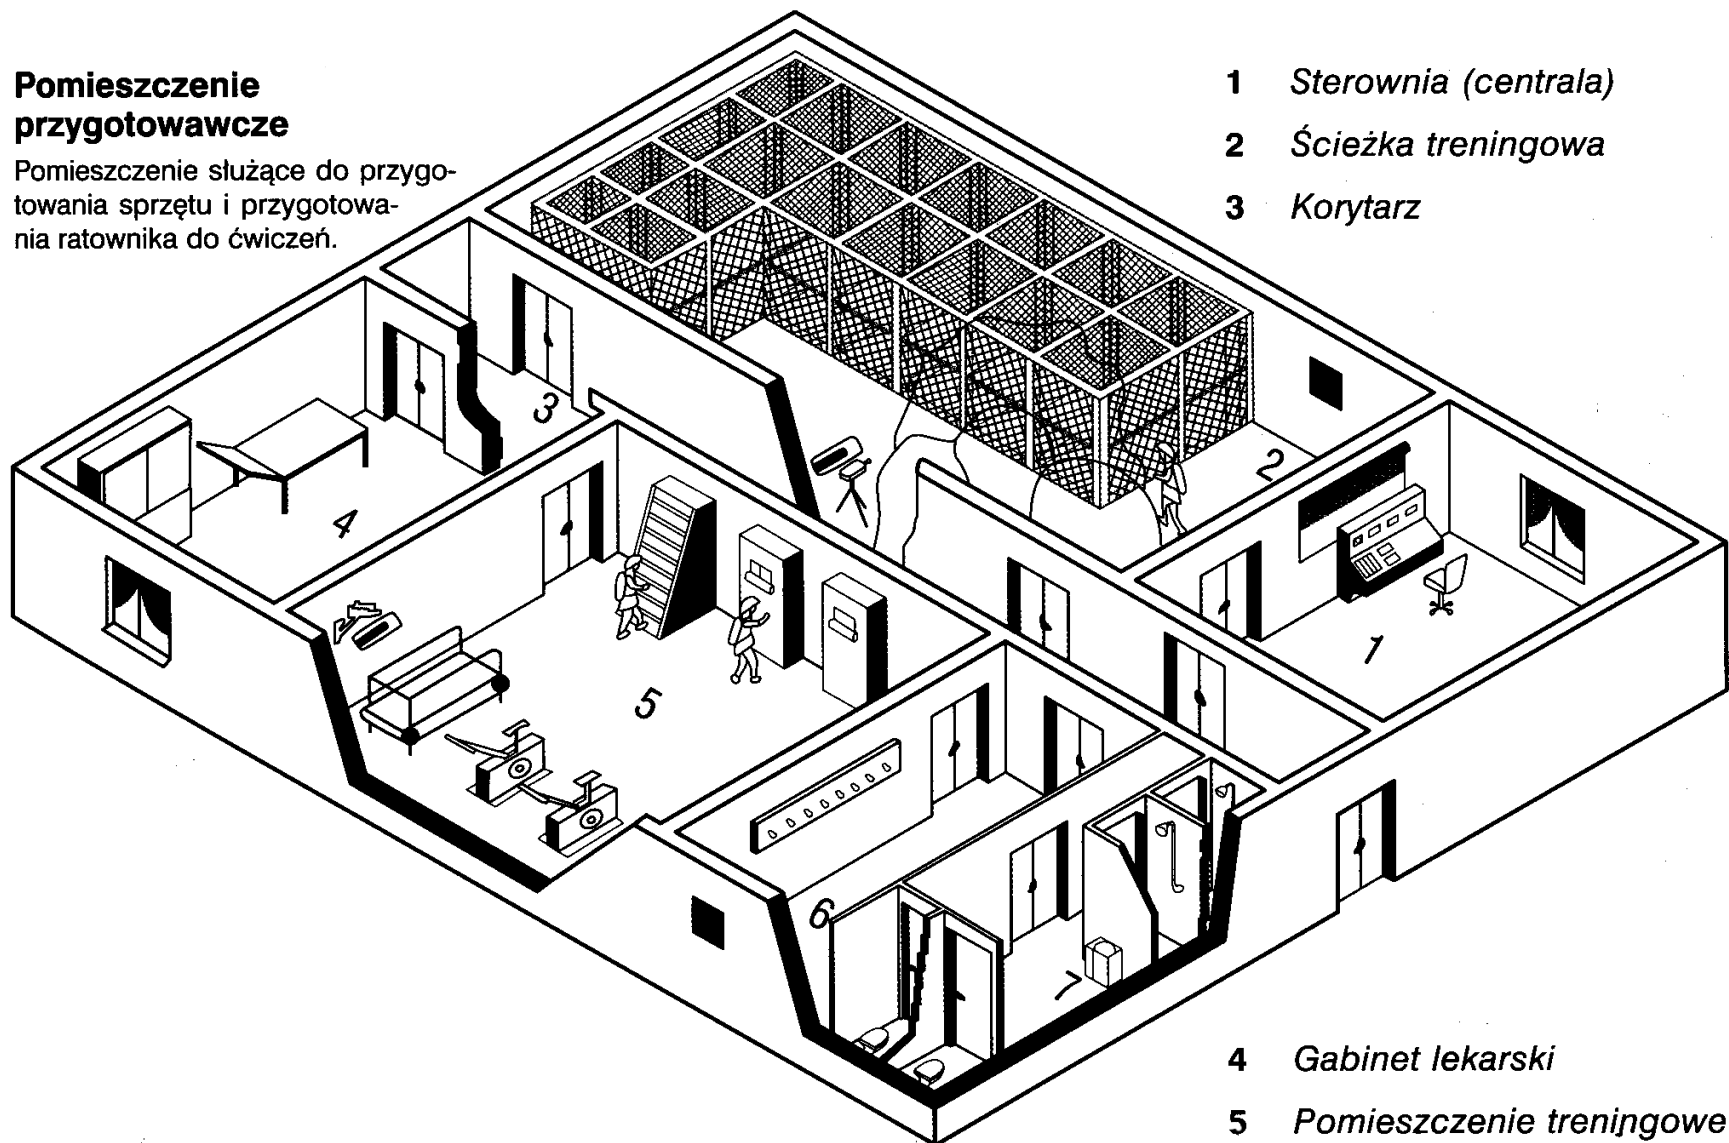 Pomieszczenie
przygotowawcze
Pomieszczenie służące do przygo-
towania sprzętu i przygotowa-
nia ratownika do ćwiczeń.
1 Sterownia (centrala)
2 Ścieżka treningowa
3 Korytarz
3
2
4
1
5
6
7
4 Gabinet lekarski
5 Pomieszczenie treningowe